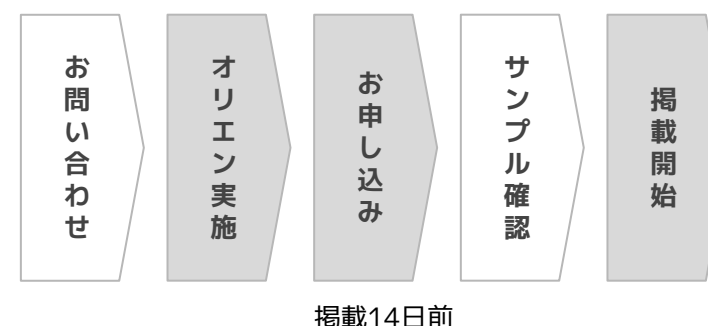 お問い合わせ
オリエン実施
お申し込み
サンプル確認
掲載開始
掲載14日前